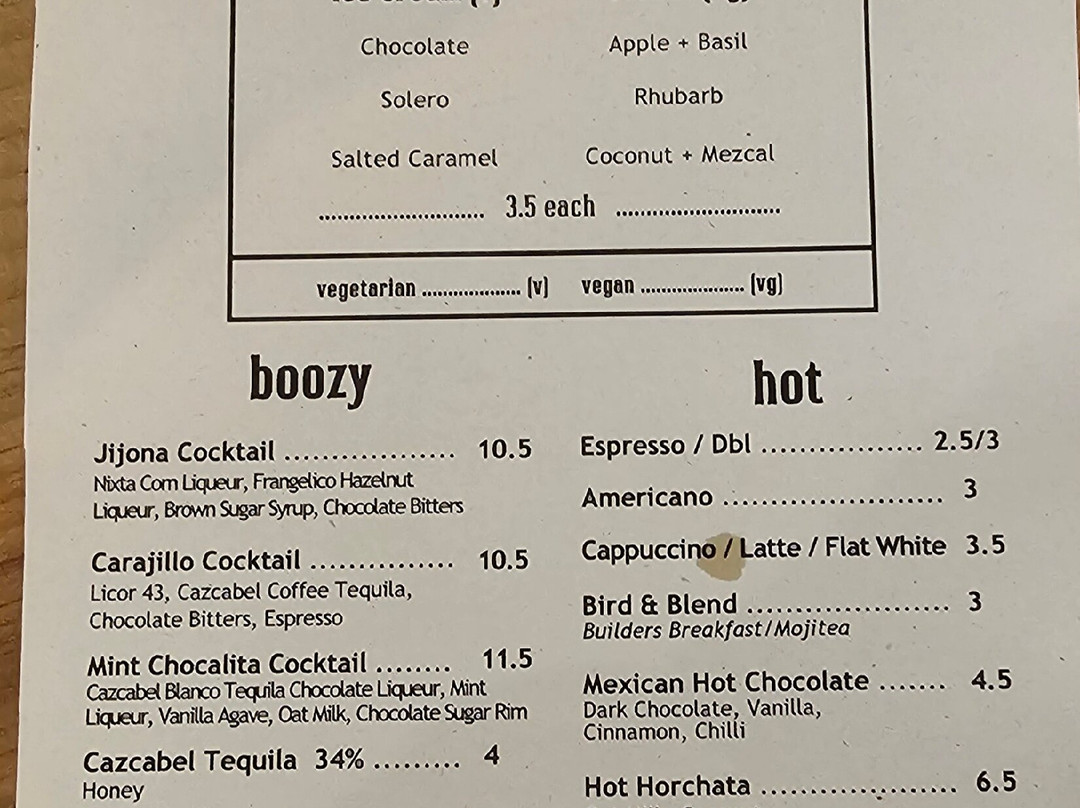 Chocolate
Apple + Basil
Solero
Rhubarb
Salted Caramel
Coconut + Mezcal
............................ 3.5 each ............................
vegetarian .................... (v) vegan ..................... (vg)
boozy
Jijona Cocktail .................. 10.5
Nixta Corn Liqueur, Frangelico Hazelnut
Liqueur, Brown Sugar Syrup, Chocolate Bitters
Carajillo Cocktail ............... 10.5
Licor 43, Cazcabel Coffee Tequila,
Chocolate Bitters, Espresso
Mint Chocalita Cocktail ........ 11.5
Cazcabel Blanco Tequila Chocolate Liqueur, Mint
Liqueur, Vanilla Agave, Oat Milk, Chocolate Sugar Rim
Cazcabel Tequila 34% ......... 4
Honey
hot
Espresso / Dbl ................. 2.5/3
Americano ....................... 3
Cappuccino / Latte / Flat White 3.5
Bird & Blend ..................... 3
Builders Breakfast/Mojitea
Mexican Hot Chocolate ....... 4.5
Dark Chocolate, Vanilla,
Cinnamon, Chilli
Hot Horchata .................... 6.5